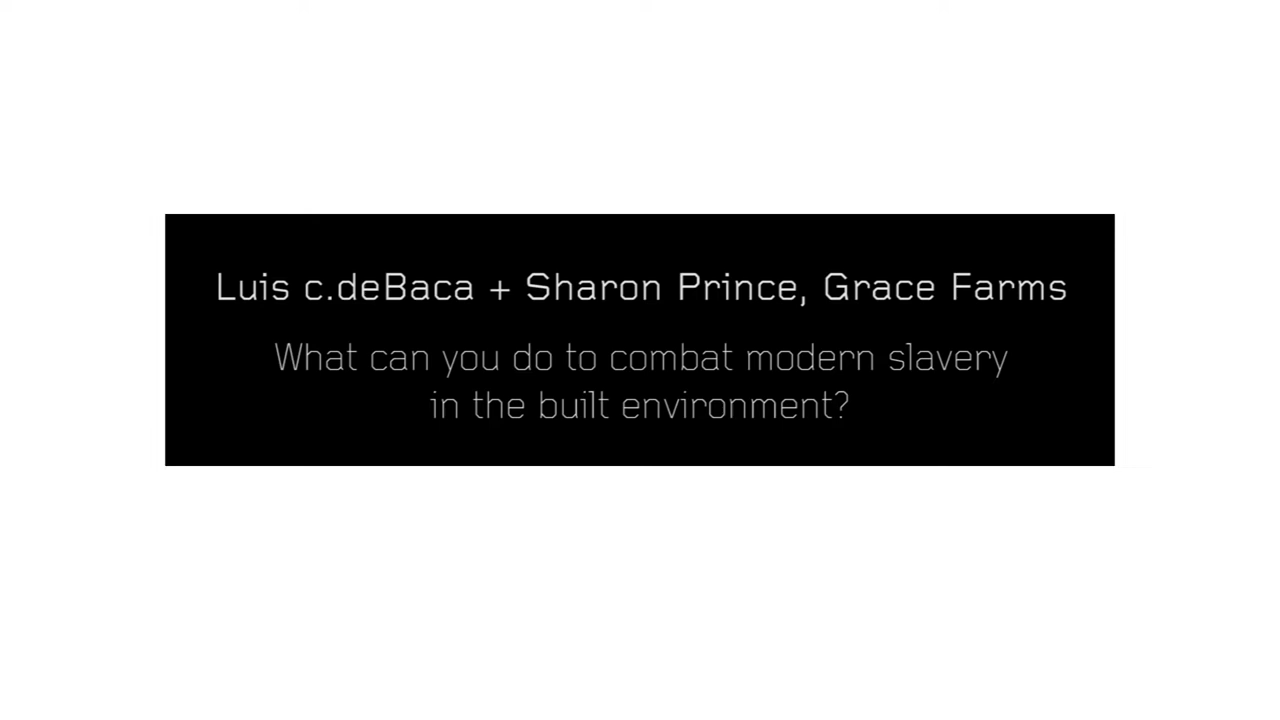 Luis c.deBaca + Sharon Prince, Grace Farms
What can you do to combat modern slavery
in the built environment?